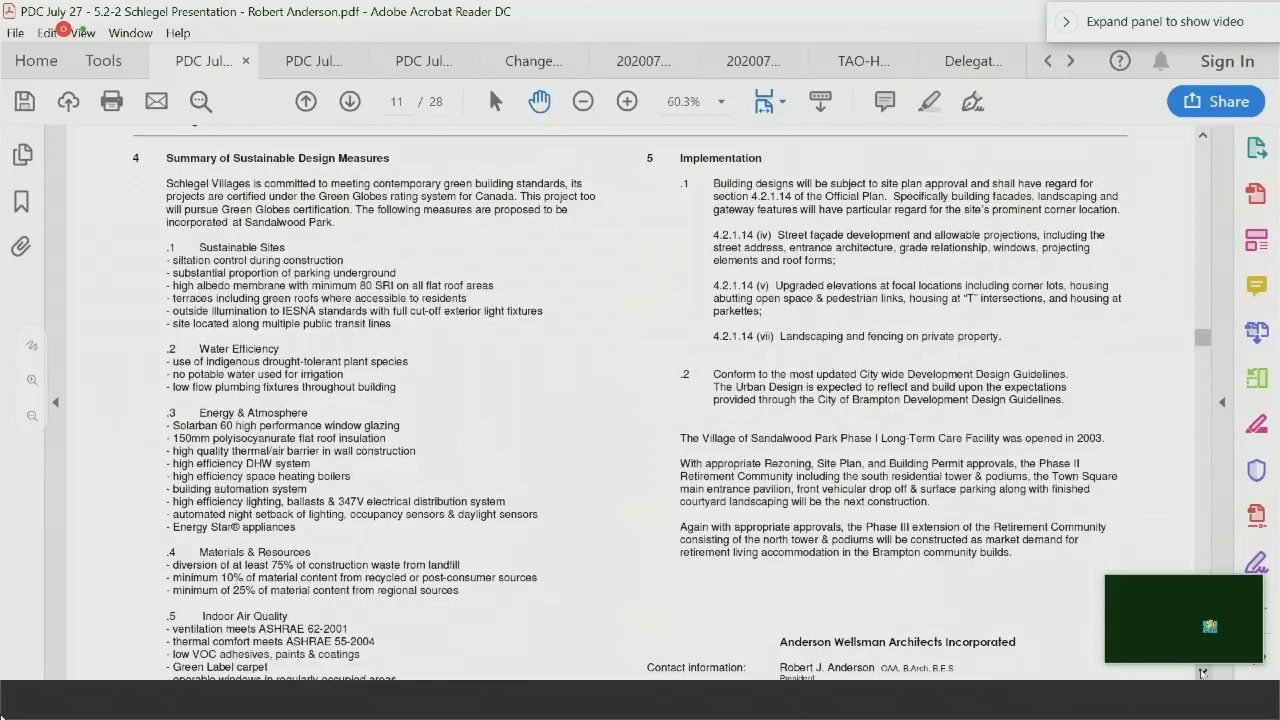 PDC July 27 - 5.2-2 Schlegel Presentation - Robert Anderson.pdf - Adobe Acrobat Reader DC
Expand panel to show video
File Edit View Window Help
Home Tools PDC Jul... × PDC Jul... PDC Jul... Change... 202007... 202007... TAO-H... Delegat... Sign In
11 / 28 60.3% Share
4 Summary of Sustainable Design Measures
Schlegel Villages is committed to meeting contemporary green building standards, its
projects are certified under the Green Globes rating system for Canada. This project too
will pursue Green Globes certification. The following measures are proposed to be
incorporated at Sandalwood Park.
.1 Sustainable Sites
- siltation control during construction
- substantial proportion of parking underground
- high albedo membrane with minimum 80 SRI on all flat roof areas
- terraces including green roofs where accessible to residents
- outside illumination to IESNA standards with full cut-off exterior light fixtures
- site located along multiple public transit lines
.2 Water Efficiency
- use of indigenous drought-tolerant plant species
- no potable water used for irrigation
- low flow plumbing fixtures throughout building
.3 Energy & Atmosphere
- Solarban 60 high performance window glazing
- 150mm polyisocyanurate flat roof insulation
- high quality thermal/air barrier in wall construction
- high efficiency DHW system
- high efficiency space heating boilers
- building automation system
- high efficiency lighting, ballasts & 347V electrical distribution system
- automated night setback of lighting, occupancy sensors & daylight sensors
- Energy Star® appliances
.4 Materials & Resources
- diversion of at least 75% of construction waste from landfill
- minimum 10% of material content from recycled or post-consumer sources
- minimum of 25% of material content from regional sources
.5 Indoor Air Quality
- ventilation meets ASHRAE 62-2001
- thermal comfort meets ASHRAE 55-2004
- low VOC adhesives, paints & coatings
- Green Label carpet
- operable windows in regularly occupied areas
5 Implementation
.1 Building designs will be subject to site plan approval and shall have regard for
section 4.2.1.14 of the Official Plan. Specifically building facades, landscaping and
gateway features will have particular regard for the site's prominent corner location.
4.2.1.14 (iv) Street façade development and allowable projections, including the
street address, entrance architecture, grade relationship, windows, projecting
elements and roof forms;
4.2.1.14 (v) Upgraded elevations at focal locations including corner lots, housing
abutting open space & pedestrian links, housing at "T" intersections, and housing at
parkettes;
4.2.1.14 (vii) Landscaping and fencing on private property.
.2 Conform to the most updated City wide Development Design Guidelines.
The Urban Design is expected to reflect and build upon the expectations
provided through the City of Brampton Development Design Guidelines.
The Village of Sandalwood Park Phase I Long-Term Care Facility was opened in 2003.
With appropriate Rezoning, Site Plan, and Building Permit approvals, the Phase II
Retirement Community including the south residential tower & podiums, the Town Square
main entrance pavilion, front vehicular drop off & surface parking along with finished
courtyard landscaping will be the next construction.
Again with appropriate approvals, the Phase III extension of the Retirement Community
consisting of the north tower & podiums will be constructed as market demand for
retirement living accommodation in the Brampton community builds.
Anderson Wellsman Architects Incorporated
Contact information: Robert J. Anderson OAA, B.Arch, B.E.S
President